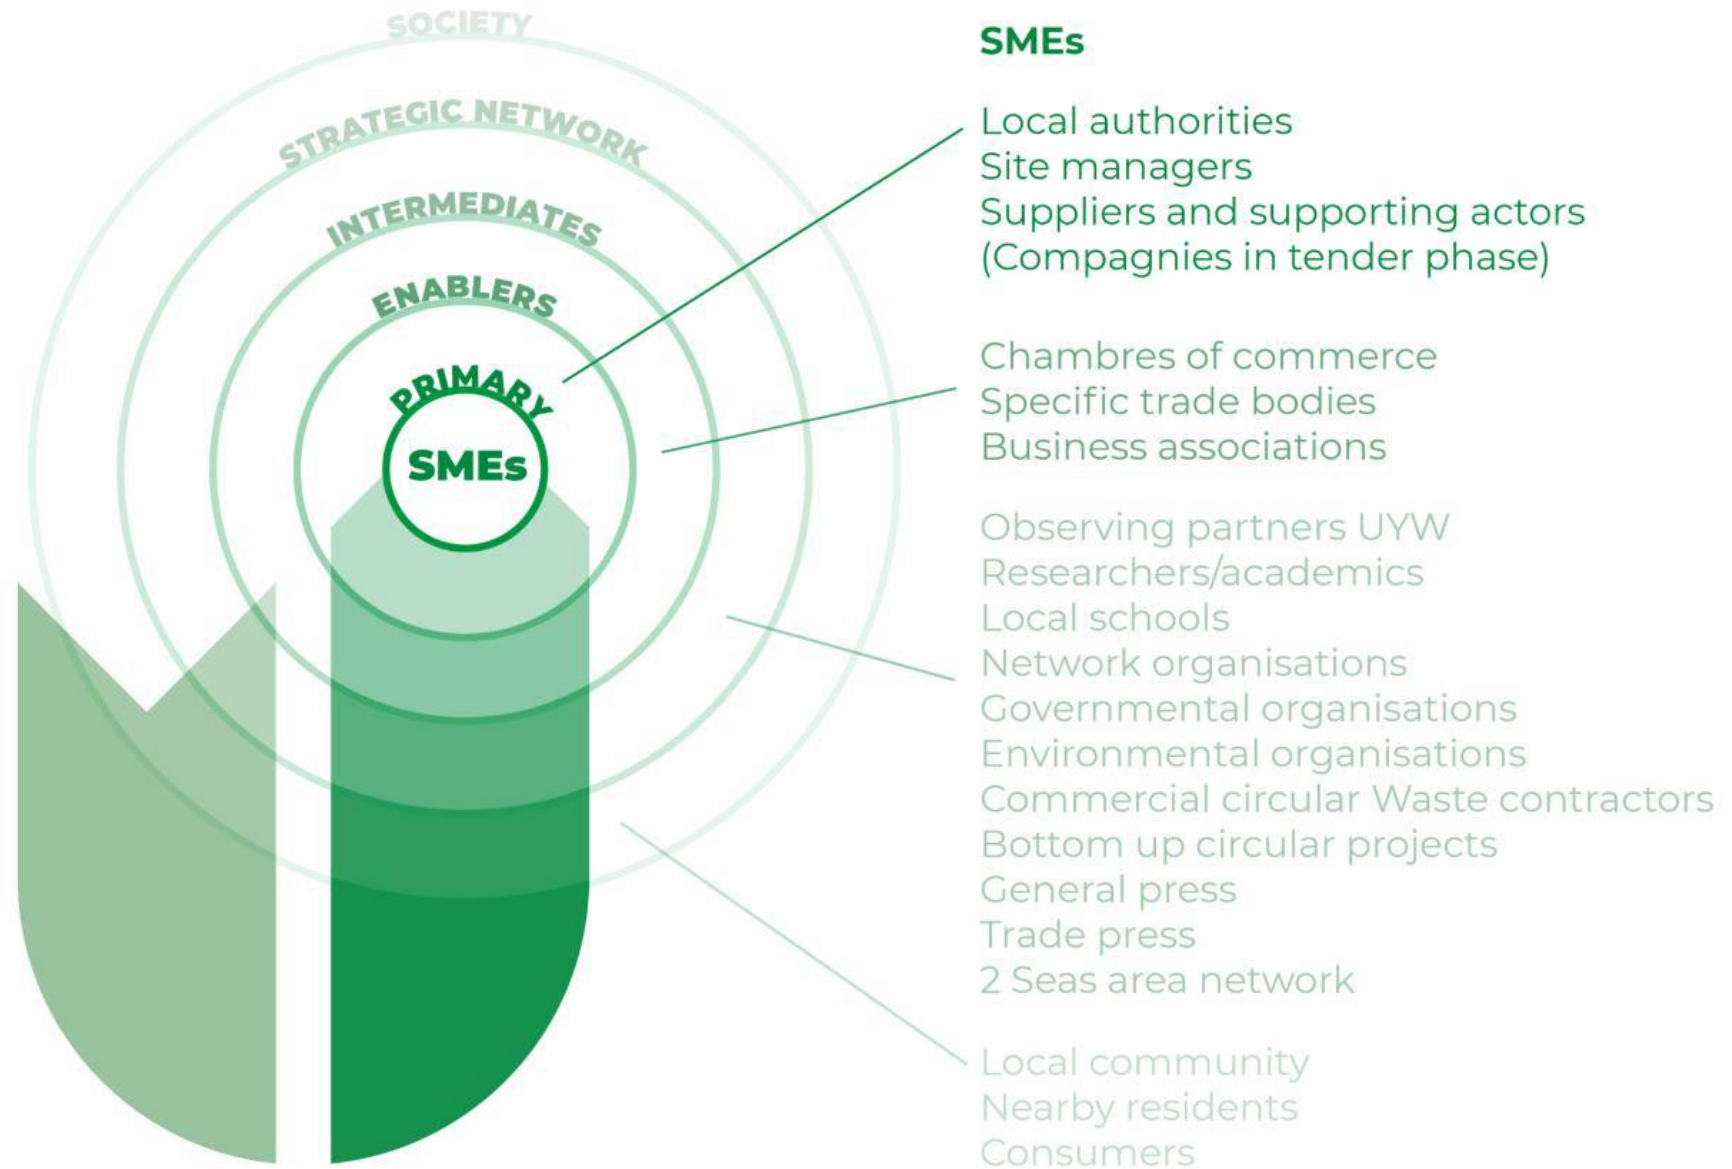 SOCIETY
STRATEGIC NETWORK
INTERMEDIATES
ENABLERS
PRIMARY
SMEs
SMEs
Local authorities
Site managers
Suppliers and supporting actors
(Compagnies in tender phase)
Chambres of commerce
Specific trade bodies
Business associations
Observing partners UYW
Researchers/academics
Local schools
Network organisations
Governmental organisations
Environmental organisations
Commercial circular Waste contractors
Bottom up circular projects
General press
Trade press
2 Seas area network
Local community
Nearby residents
Consumers